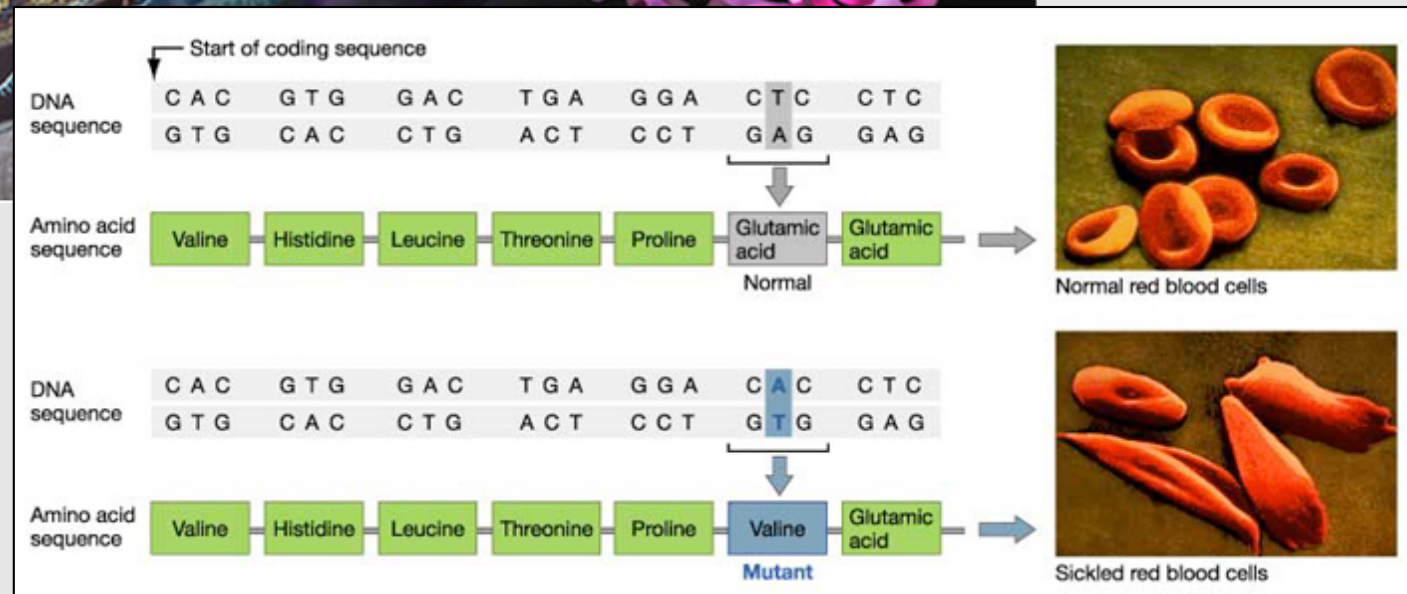 Start of coding sequence
DNA sequence
C A C G T G G A C T G A G G A C T C C T C
G T G C A C C T G A C T C C T G A G G A G
Amino acid sequence
Valine Histidine Leucine Threonine Proline Glutamic acid Glutamic acid
Normal
Normal red blood cells
DNA sequence
C A C G T G G A C T G A G G A C A C C T C
G T G C A C C T G A C T C C T G T G G A G
Amino acid sequence
Valine Histidine Leucine Threonine Proline Valine Glutamic acid
Mutant
Sickled red blood cells